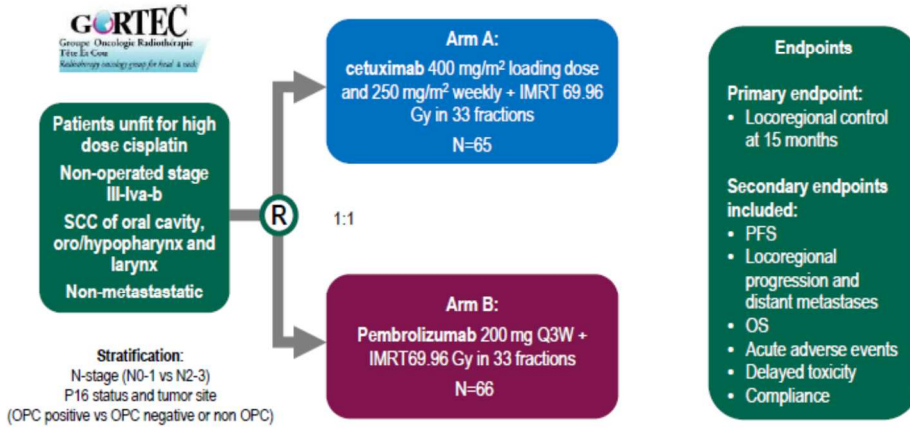 GORTEC
Groupe Oncologie Radiothérapie
Tête Et Cou
Radiotherapy oncology group for head & neck
Patients unfit for high
dose cisplatin
Non-operated stage
III-Iva-b
SCC of oral cavity,
oro/hypopharynx and
larynx
Non-metastastatic
Stratification:
N-stage (N0-1 vs N2-3)
P16 status and tumor site
(OPC positive vs OPC negative or non OPC)
R
1:1
Arm A:
cetuximab 400 mg/m² loading dose
and 250 mg/m² weekly + IMRT 69.96
Gy in 33 fractions
N=65
Arm B:
Pembrolizumab 200 mg Q3W +
IMRT69.96 Gy in 33 fractions
N=66
Endpoints
Primary endpoint:
• Locoregional control
at 15 months
Secondary endpoints
included:
• PFS
• Locoregional
progression and
distant metastases
• OS
• Acute adverse events
• Delayed toxicity
• Compliance